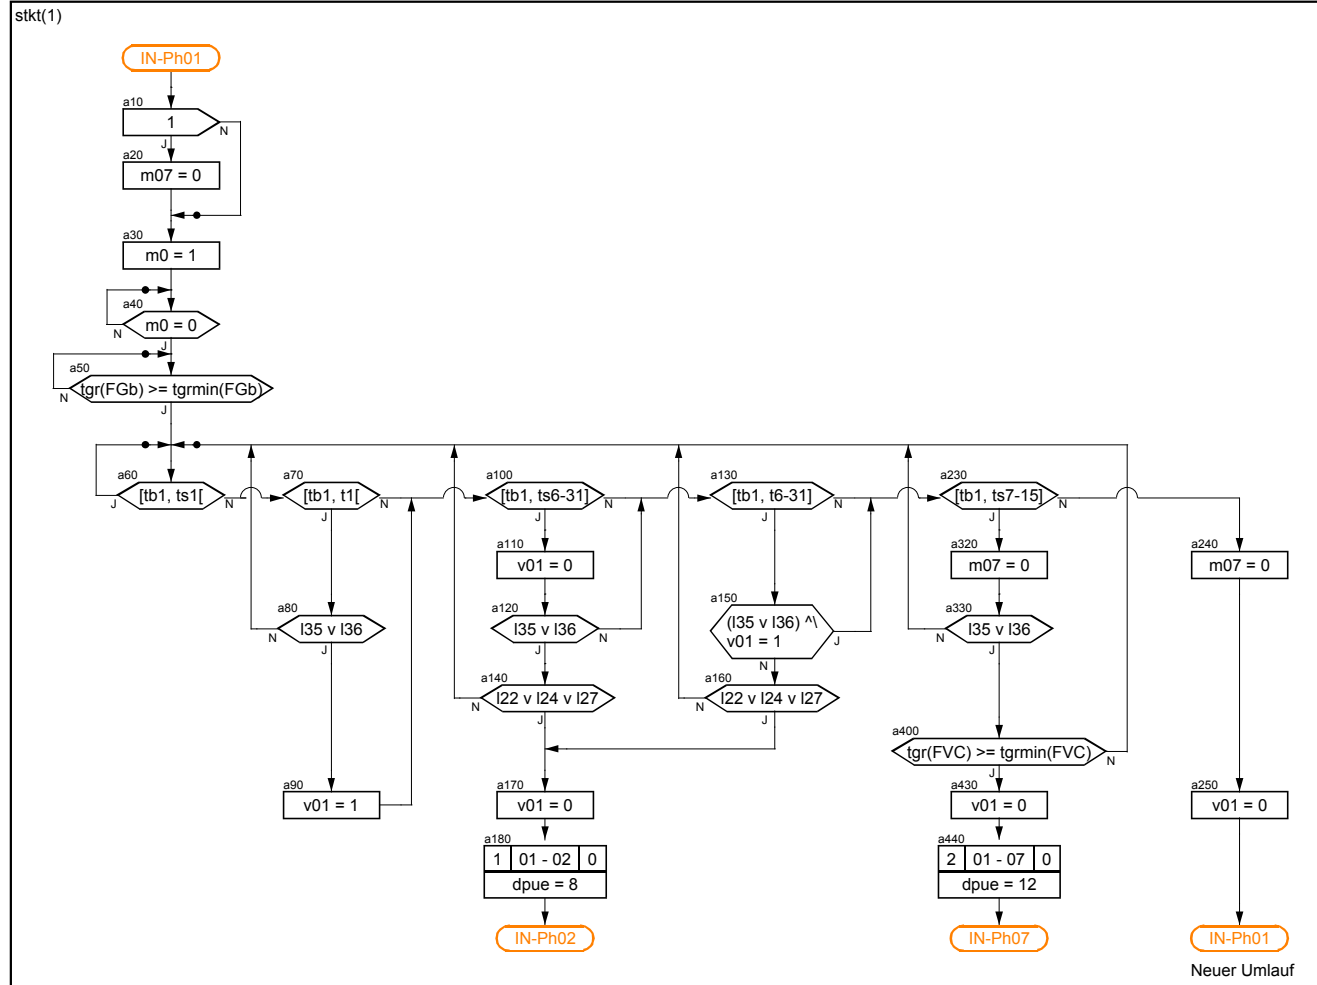 stkt(1)
IN-Ph01
a10
1
N
J
a20
m07 = 0
a30
m0 = 1
a40
m0 = 0
N
J
a50
tgr(FGb) >= tgrmin(FGb)
N
J
a60
[tb1, ts1[
J
N
a70
[tb1, t1[
J
N
a100
[tb1, ts6-31]
J
N
a130
[tb1, t6-31]
J
N
a230
[tb1, ts7-15]
J
N
a110
v01 = 0
a320
m07 = 0
a240
m07 = 0
a80
I35 v I36
N
J
a120
I35 v I36
J
N
a150
(I35 v I36) ^\
v01 = 1
J
N
a330
I35 v I36
N
J
a140
I22 v I24 v I27
N
J
a160
I22 v I24 v I27
N
J
a400
tgr(FVC) >= tgrmin(FVC)
J
N
a90
v01 = 1
a170
v01 = 0
a430
v01 = 0
a250
v01 = 0
a180
1 01 - 02 0
dpue = 8
a440
2 01 - 07 0
dpue = 12
IN-Ph02
IN-Ph07
IN-Ph01
Neuer Umlauf